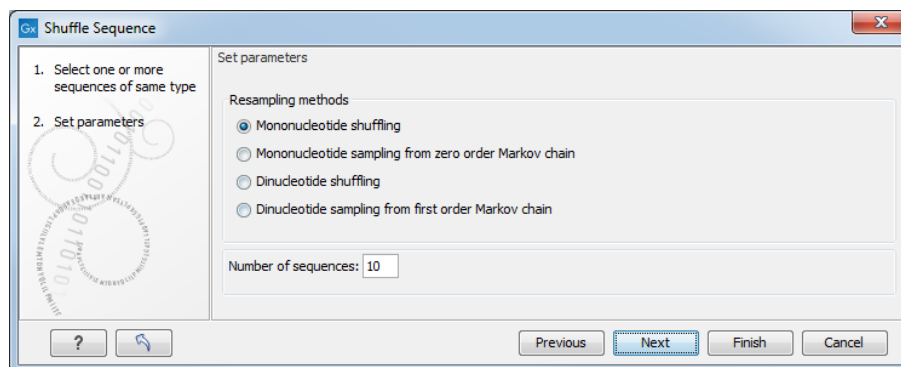 Gx Shuffle Sequence
X
1. Select one or more
sequences of same type
2. Set parameters
Set parameters
Resampling methods
Mononucleotide shuffling
Mononucleotide sampling from zero order Markov chain
Dinucleotide shuffling
Dinucleotide sampling from first order Markov chain
Number of sequences: 10
?
Previous
Next
Finish
Cancel